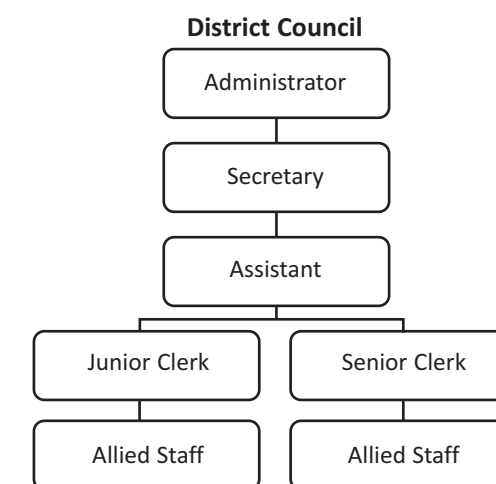 District Council
Administrator
Secretary
Assistant
Junior Clerk
Senior Clerk
Allied Staff
Allied Staff